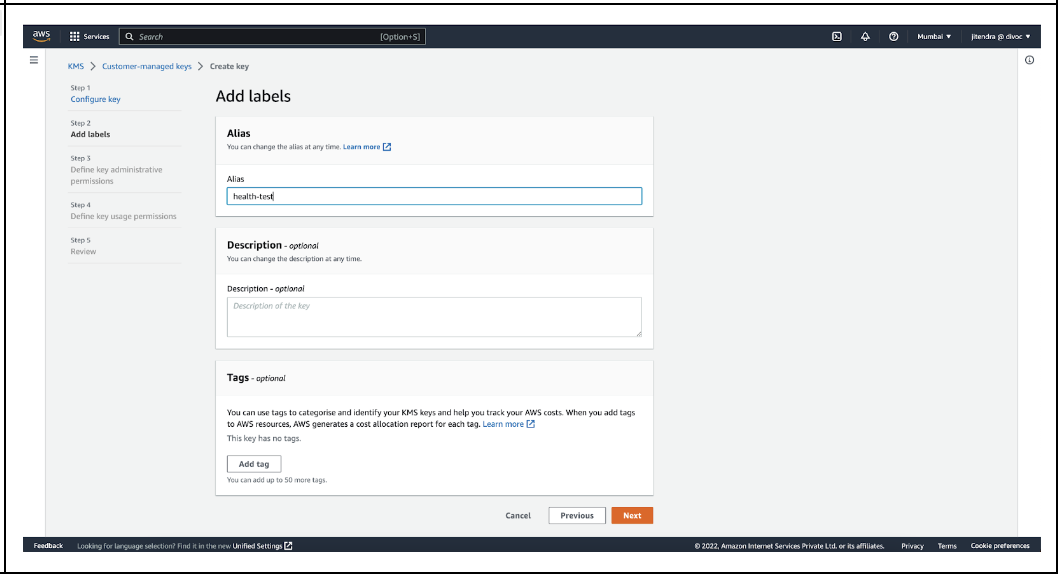 aws
Services
Search [Option+S]
Mumbai
jitendra @ divoc
KMS > Customer-managed keys > Create key
Step 1
Configure key
Step 2
Add labels
Step 3
Define key administrative
permissions
Step 4
Define key usage permissions
Step 5
Review
Add labels
Alias
You can change the alias at any time. Learn more
Alias
health-test
Description - optional
You can change the description at any time.
Description - optional
Description of the key
Tags - optional
You can use tags to categorise and identify your KMS keys and help you track your AWS costs. When you add tags
to AWS resources, AWS generates a cost allocation report for each tag. Learn more
This key has no tags.
Add tag
You can add up to 50 more tags.
Cancel Previous Next
Feedback Looking for language selection? Find it in the new Unified Settings © 2022, Amazon Internet Services Private Ltd. or its affiliates. Privacy Terms Cookie preferences